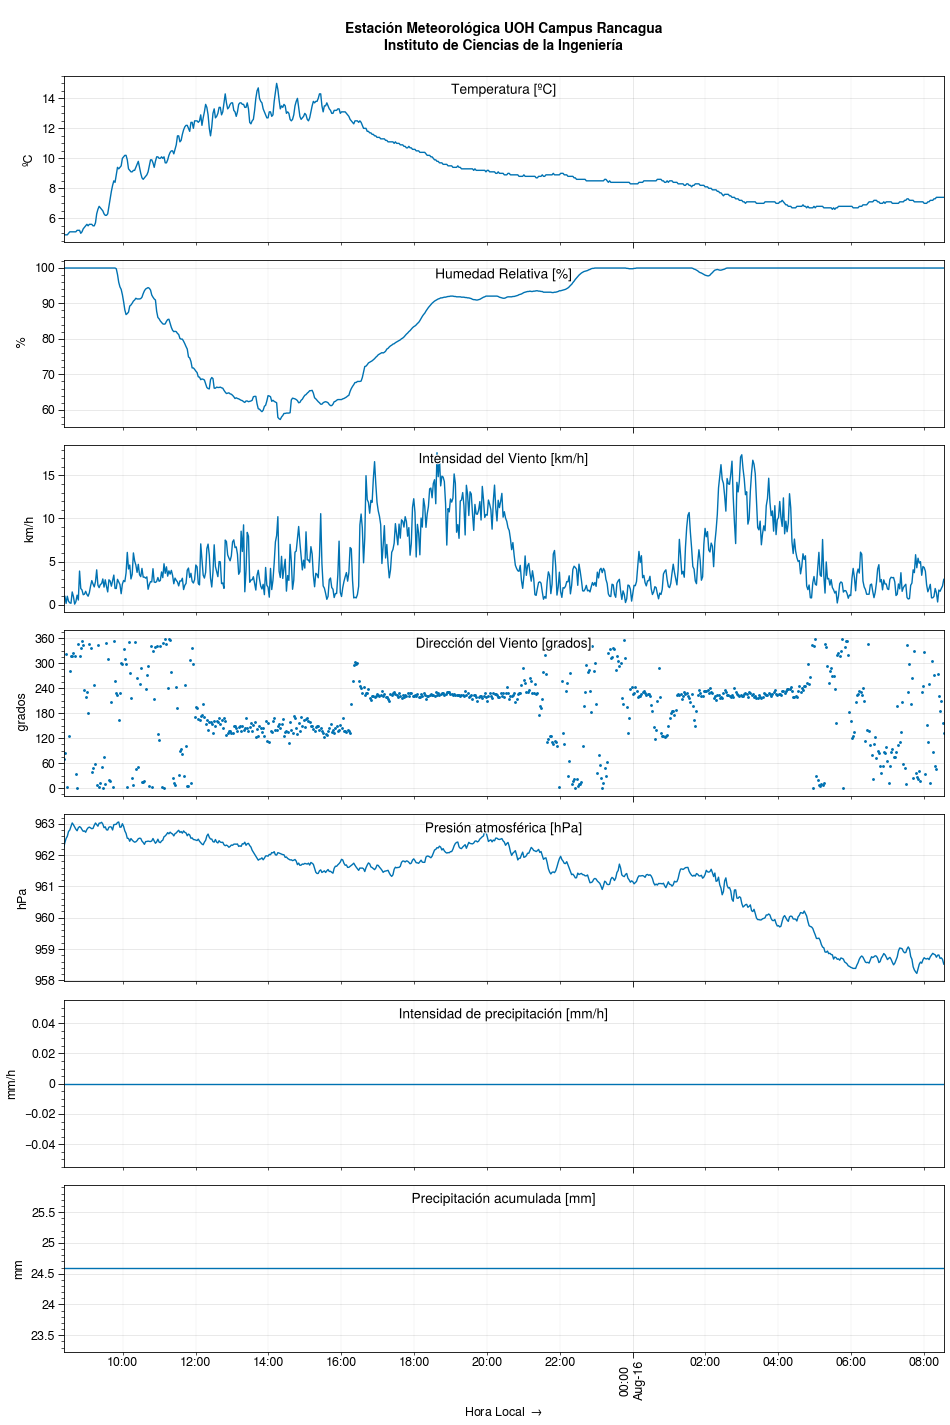 Estación Meteorológica UOH Campus Rancagua
Instituto de Ciencias de la Ingeniería
Temperatura [ºC]
14
12
10
8
6
ºC
Humedad Relativa [%]
100
90
80
70
60
%
Intensidad del Viento [km/h]
15
10
5
0
km/h
Dirección del Viento [grados]
360
300
240
180
120
60
0
grados
Presión atmosférica [hPa]
963
962
961
960
959
958
hPa
Intensidad de precipitación [mm/h]
0.04
0.02
0
−0.02
−0.04
mm/h
Precipitación acumulada [mm]
25.5
25
24.5
24
23.5
mm
10:00 12:00 14:00 16:00 18:00 20:00 22:00 00:00 02:00 04:00 06:00 08:00
Aug-16
Hora Local →